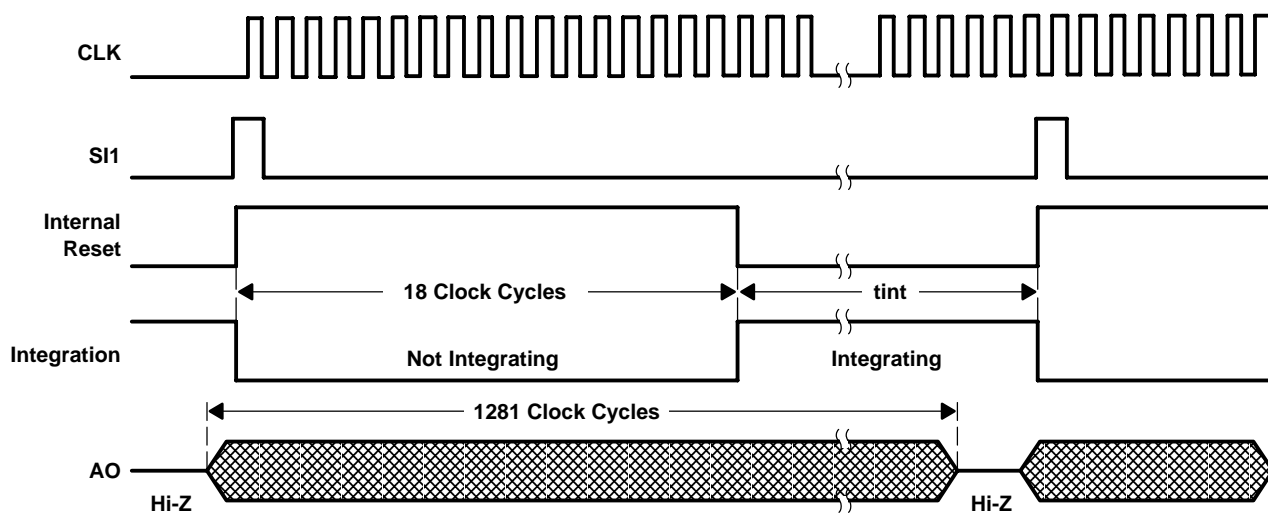 CLK
SI1
Internal
Reset
18 Clock Cycles
tint
Integration
Not Integrating
Integrating
1281 Clock Cycles
AO
Hi-Z
Hi-Z